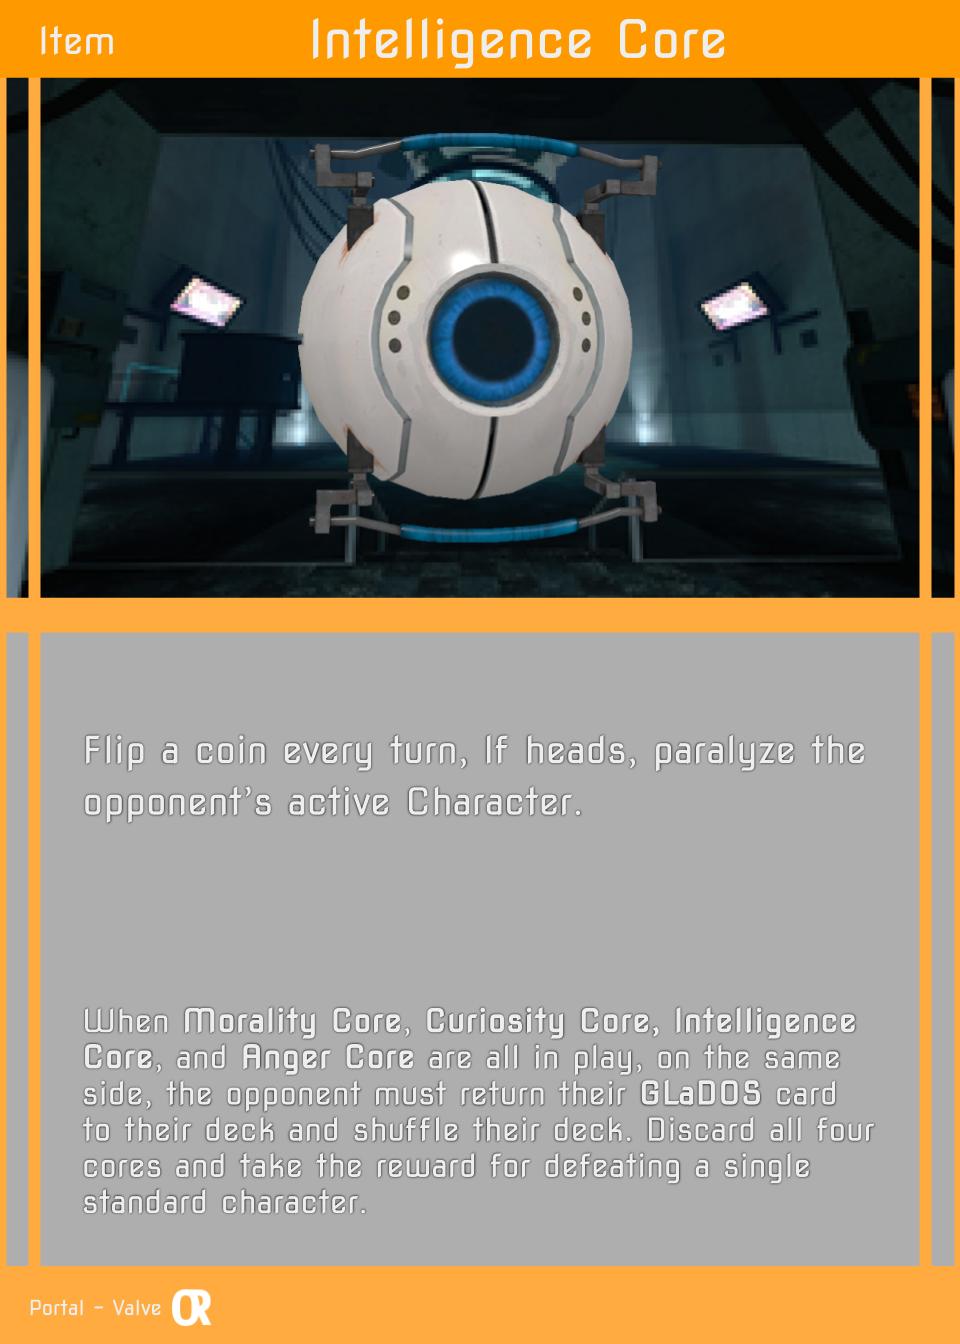 Item
Intelligence Core
Flip a coin every turn, If heads, paralyze the
opponent's active Character.
When Morality Core, Curiosity Core, Intelligence
Core, and Anger Core are all in play, on the same
side, the opponent must return their GLaDOS card
to their deck and shuffle their deck. Discard all four
cores and take the reward for defeating a single
standard character.
Portal - Valve OR